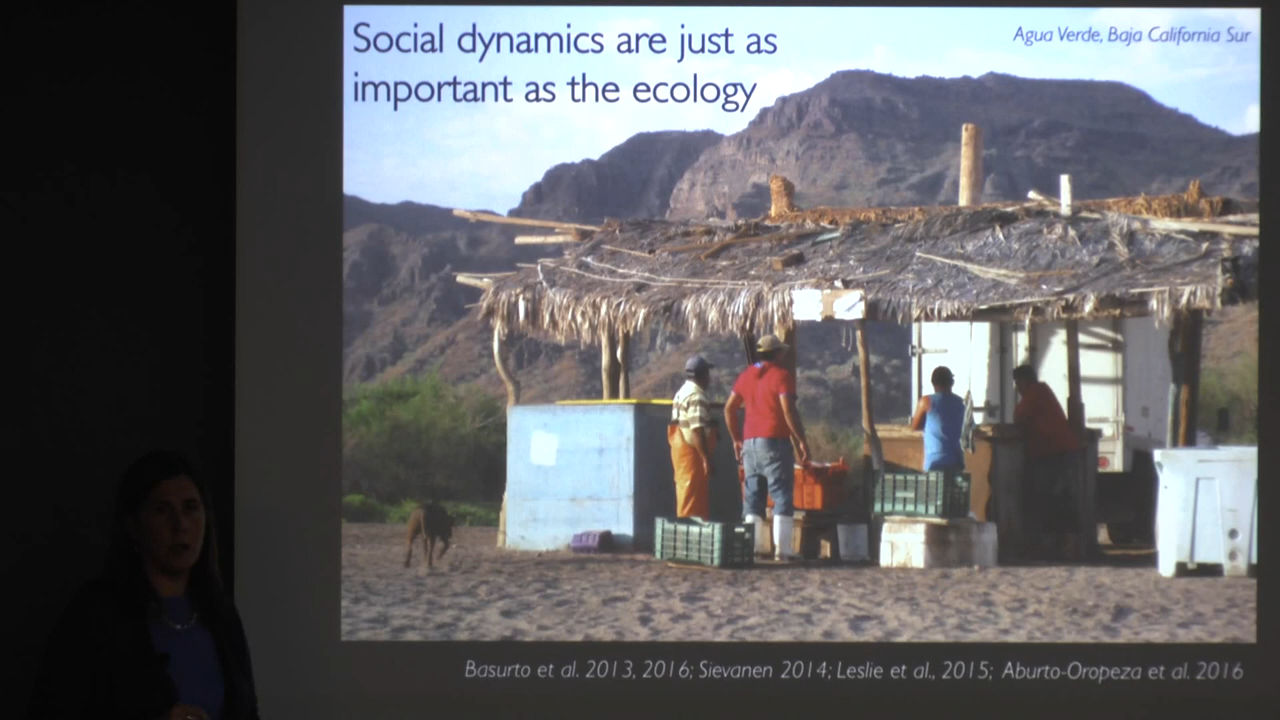 Social dynamics are just as
important as the ecology
Agua Verde, Baja California Sur
Basurto et al. 2013, 2016; Sievanen 2014; Leslie et al., 2015; Aburto-Oropeza et al. 2016